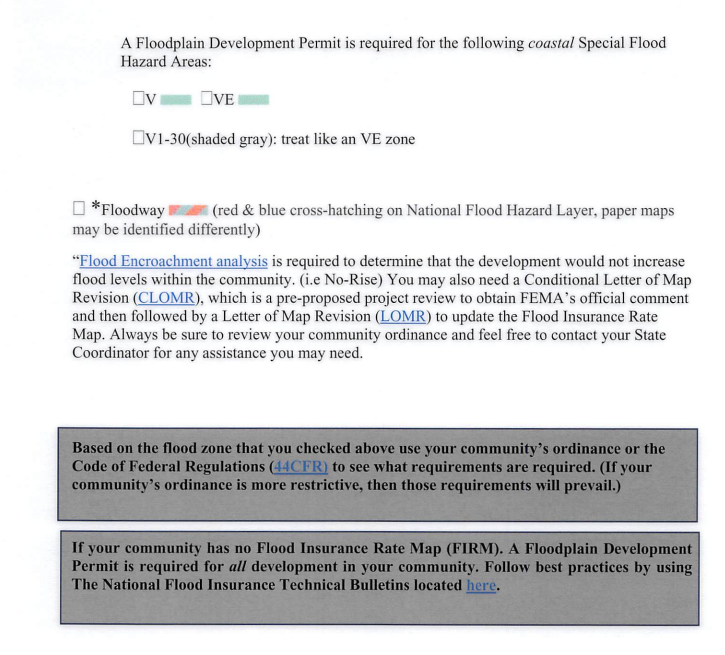 A Floodplain Development Permit is required for the following coastal Special Flood
Hazard Areas:
☐V ☐VE
☐V1-30(shaded gray): treat like an VE zone
☐ *Floodway (red & blue cross-hatching on National Flood Hazard Layer, paper maps
may be identified differently)
“Flood Encroachment analysis is required to determine that the development would not increase
flood levels within the community. (i.e No-Rise) You may also need a Conditional Letter of Map
Revision (CLOMR), which is a pre-proposed project review to obtain FEMA’s official comment
and then followed by a Letter of Map Revision (LOMR) to update the Flood Insurance Rate
Map. Always be sure to review your community ordinance and feel free to contact your State
Coordinator for any assistance you may need.
Based on the flood zone that you checked above use your community’s ordinance or the
Code of Federal Regulations (44CFR) to see what requirements are required. (If your
community’s ordinance is more restrictive, then those requirements will prevail.)
If your community has no Flood Insurance Rate Map (FIRM). A Floodplain Development
Permit is required for all development in your community. Follow best practices by using
The National Flood Insurance Technical Bulletins located here.